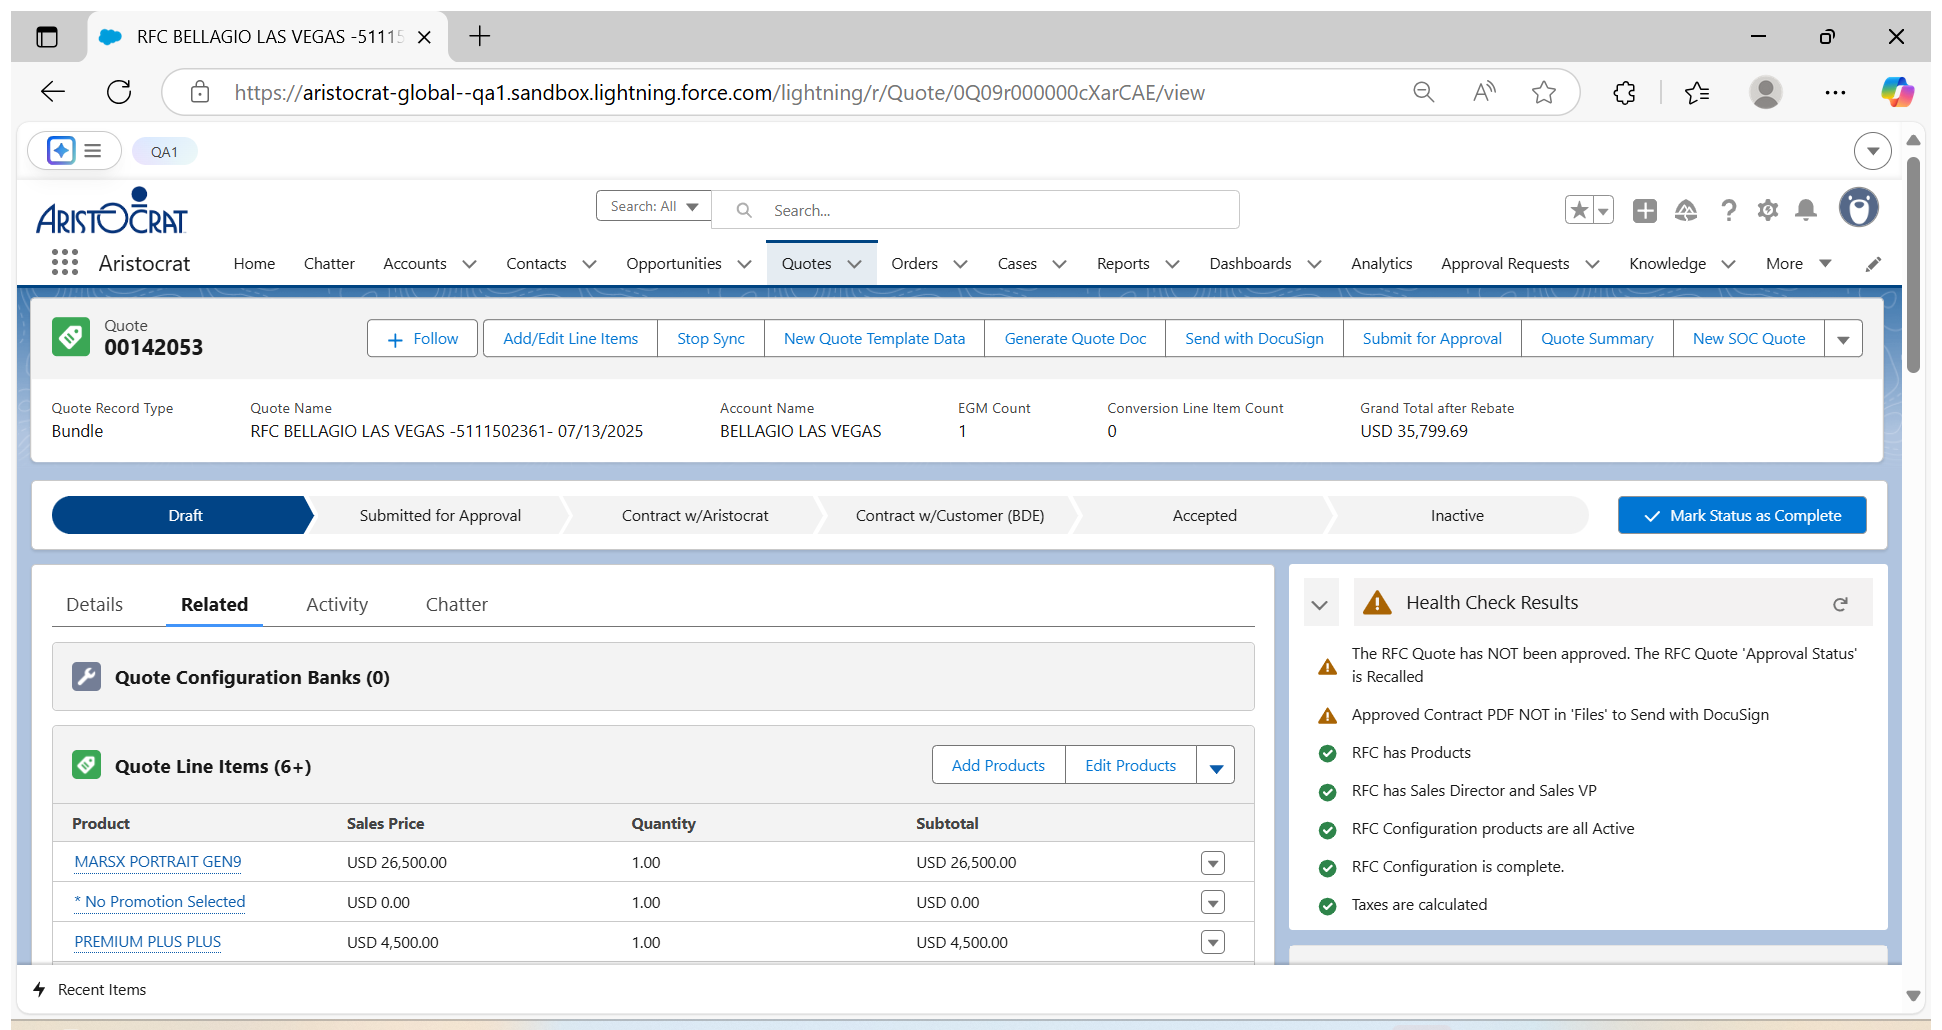 RFC BELLAGIO LAS VEGAS -51115
https://aristocrat-global--qa1.sandbox.lightning.force.com/lightning/r/Quote/0Q09r000000cXarCAE/view
QA1
ARISTOCRAT
Search: All
Search...
Aristocrat
Home
Chatter
Accounts
Contacts
Opportunities
Quotes
Orders
Cases
Reports
Dashboards
Analytics
Approval Requests
Knowledge
More
Quote
00142053
Follow
Add/Edit Line Items
Stop Sync
New Quote Template Data
Generate Quote Doc
Send with DocuSign
Submit for Approval
Quote Summary
New SOC Quote
Quote Record Type
Bundle
Quote Name
RFC BELLAGIO LAS VEGAS -5111502361- 07/13/2025
Account Name
BELLAGIO LAS VEGAS
EGM Count
1
Conversion Line Item Count
0
Grand Total after Rebate
USD 35,799.69
Draft
Submitted for Approval
Contract w/Aristocrat
Contract w/Customer (BDE)
Accepted
Inactive
Mark Status as Complete
Details
Related
Activity
Chatter
Quote Configuration Banks (0)
Quote Line Items (6+)
Add Products
Edit Products
Product Sales Price Quantity Subtotal
MARSX PORTRAIT GEN9 USD 26,500.00 1.00 USD 26,500.00
* No Promotion Selected USD 0.00 1.00 USD 0.00
PREMIUM PLUS PLUS USD 4,500.00 1.00 USD 4,500.00
Health Check Results
The RFC Quote has NOT been approved. The RFC Quote 'Approval Status'
is Recalled
Approved Contract PDF NOT in 'Files' to Send with DocuSign
RFC has Products
RFC has Sales Director and Sales VP
RFC Configuration products are all Active
RFC Configuration is complete.
Taxes are calculated
Recent Items